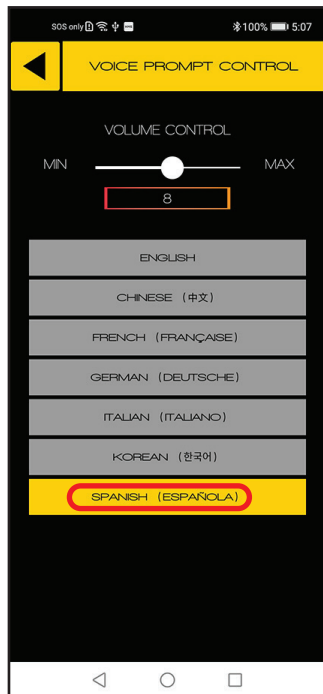 SOS only 100% 5:07
VOICE PROMPT CONTROL
VOLUME CONTROL
MIN MAX
8
ENGLISH
CHINESE (中文)
FRENCH (FRANÇAISE)
GERMAN (DEUTSCHE)
ITALIAN (ITALIANO)
KOREAN (한국어)
SPANISH (ESPAÑOLA)